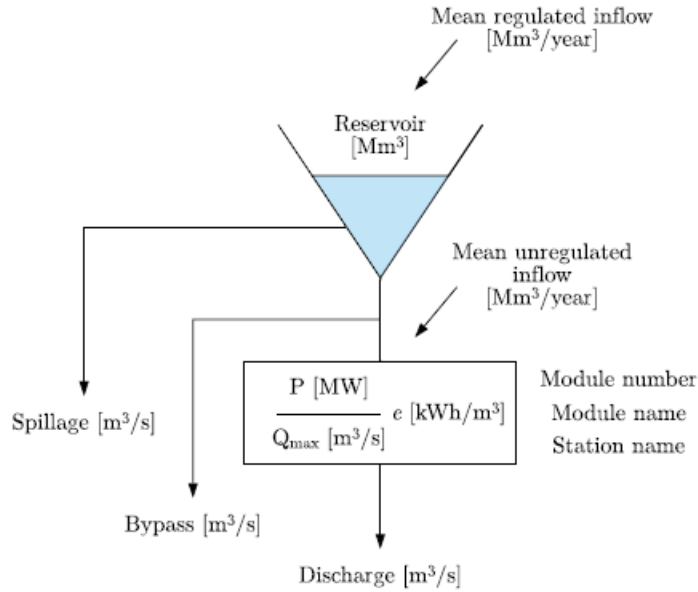 Mean regulated inflow
[Mm³/year]
Reservoir
[Mm³]
Mean unregulated
inflow
[Mm³/year]
P [MW]
e [kWh/m³]
Qmax [m³/s]
Module number
Module name
Station name
Spillage [m³/s]
Bypass [m³/s]
Discharge [m³/s]